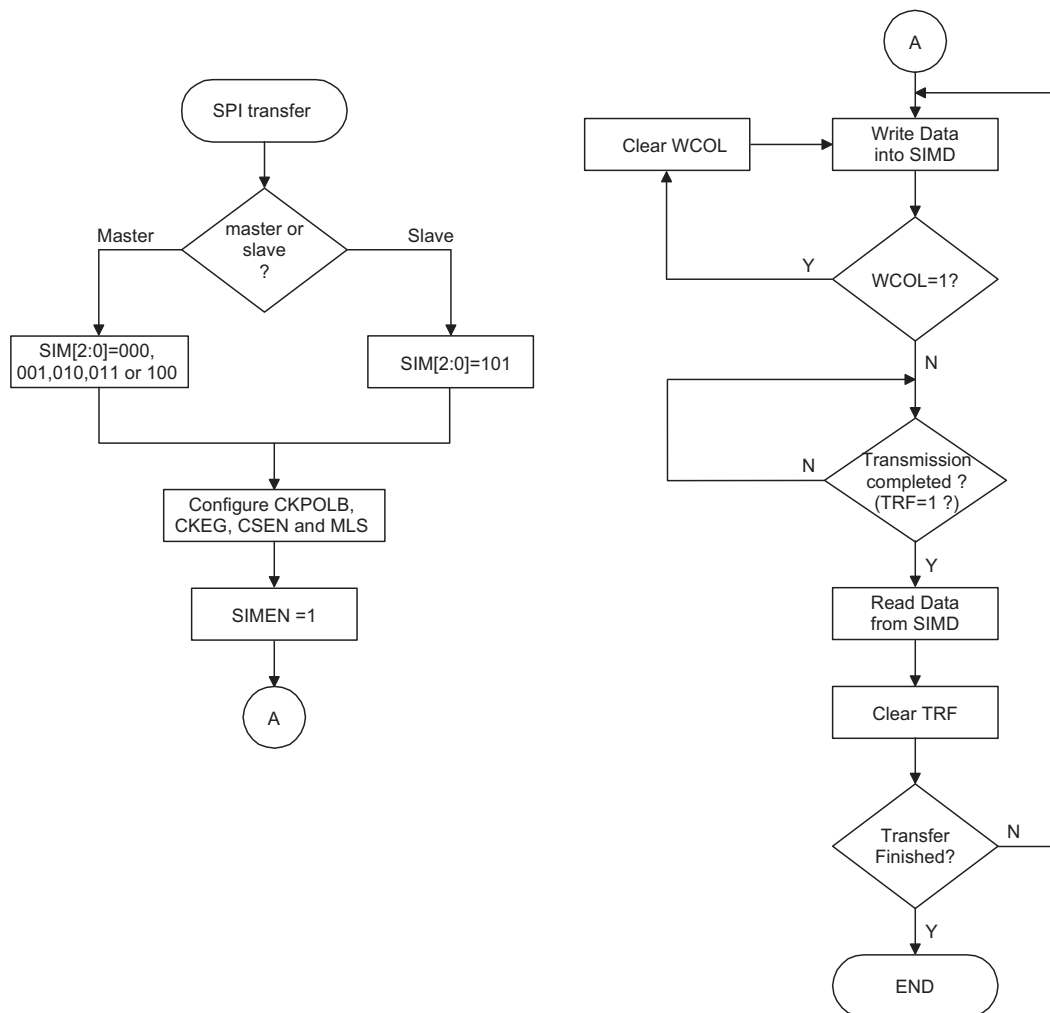 SPI transfer
master or
slave
?
Master
Slave
SIM[2:0]=000,
001,010,011 or 100
SIM[2:0]=101
Configure CKPOLB,
CKEG, CSEN and MLS
SIMEN =1
A
A
Write Data
into SIMD
Clear WCOL
WCOL=1?
Y
N
Transmission
completed ?
(TRF=1 ?)
N
Y
Read Data
from SIMD
Clear TRF
Transfer
Finished?
N
Y
END